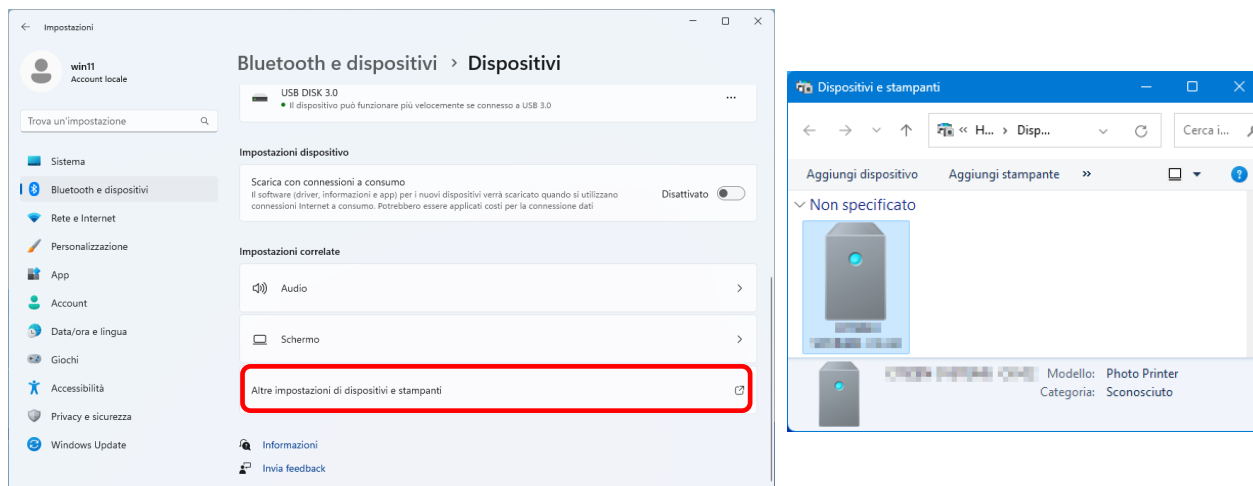 Impostazioni
win11
Account locale
Trova un'impostazione
Sistema
Bluetooth e dispositivi
Rete e Internet
Personalizzazione
App
Account
Data/ora e lingua
Giochi
Accessibilità
Privacy e sicurezza
Windows Update
Bluetooth e dispositivi > Dispositivi
USB DISK 3.0
Il dispositivo può funzionare più velocemente se connesso a USB 3.0
Impostazioni dispositivo
Scarica con connessioni a consumo
Il software (driver, informazioni e app) per i nuovi dispositivi verrà scaricato quando si utilizzano
connessioni Internet a consumo. Potrebbero essere applicati costi per la connessione dati
Disattivato
Impostazioni correlate
Audio
Schermo
Altre impostazioni di dispositivi e stampanti
Informazioni
Invia feedback
Dispositivi e stampanti
« H... > Disp...
Cerca i...
Aggiungi dispositivo Aggiungi stampante »
Non specificato
Modello: Photo Printer
Categoria: Sconosciuto